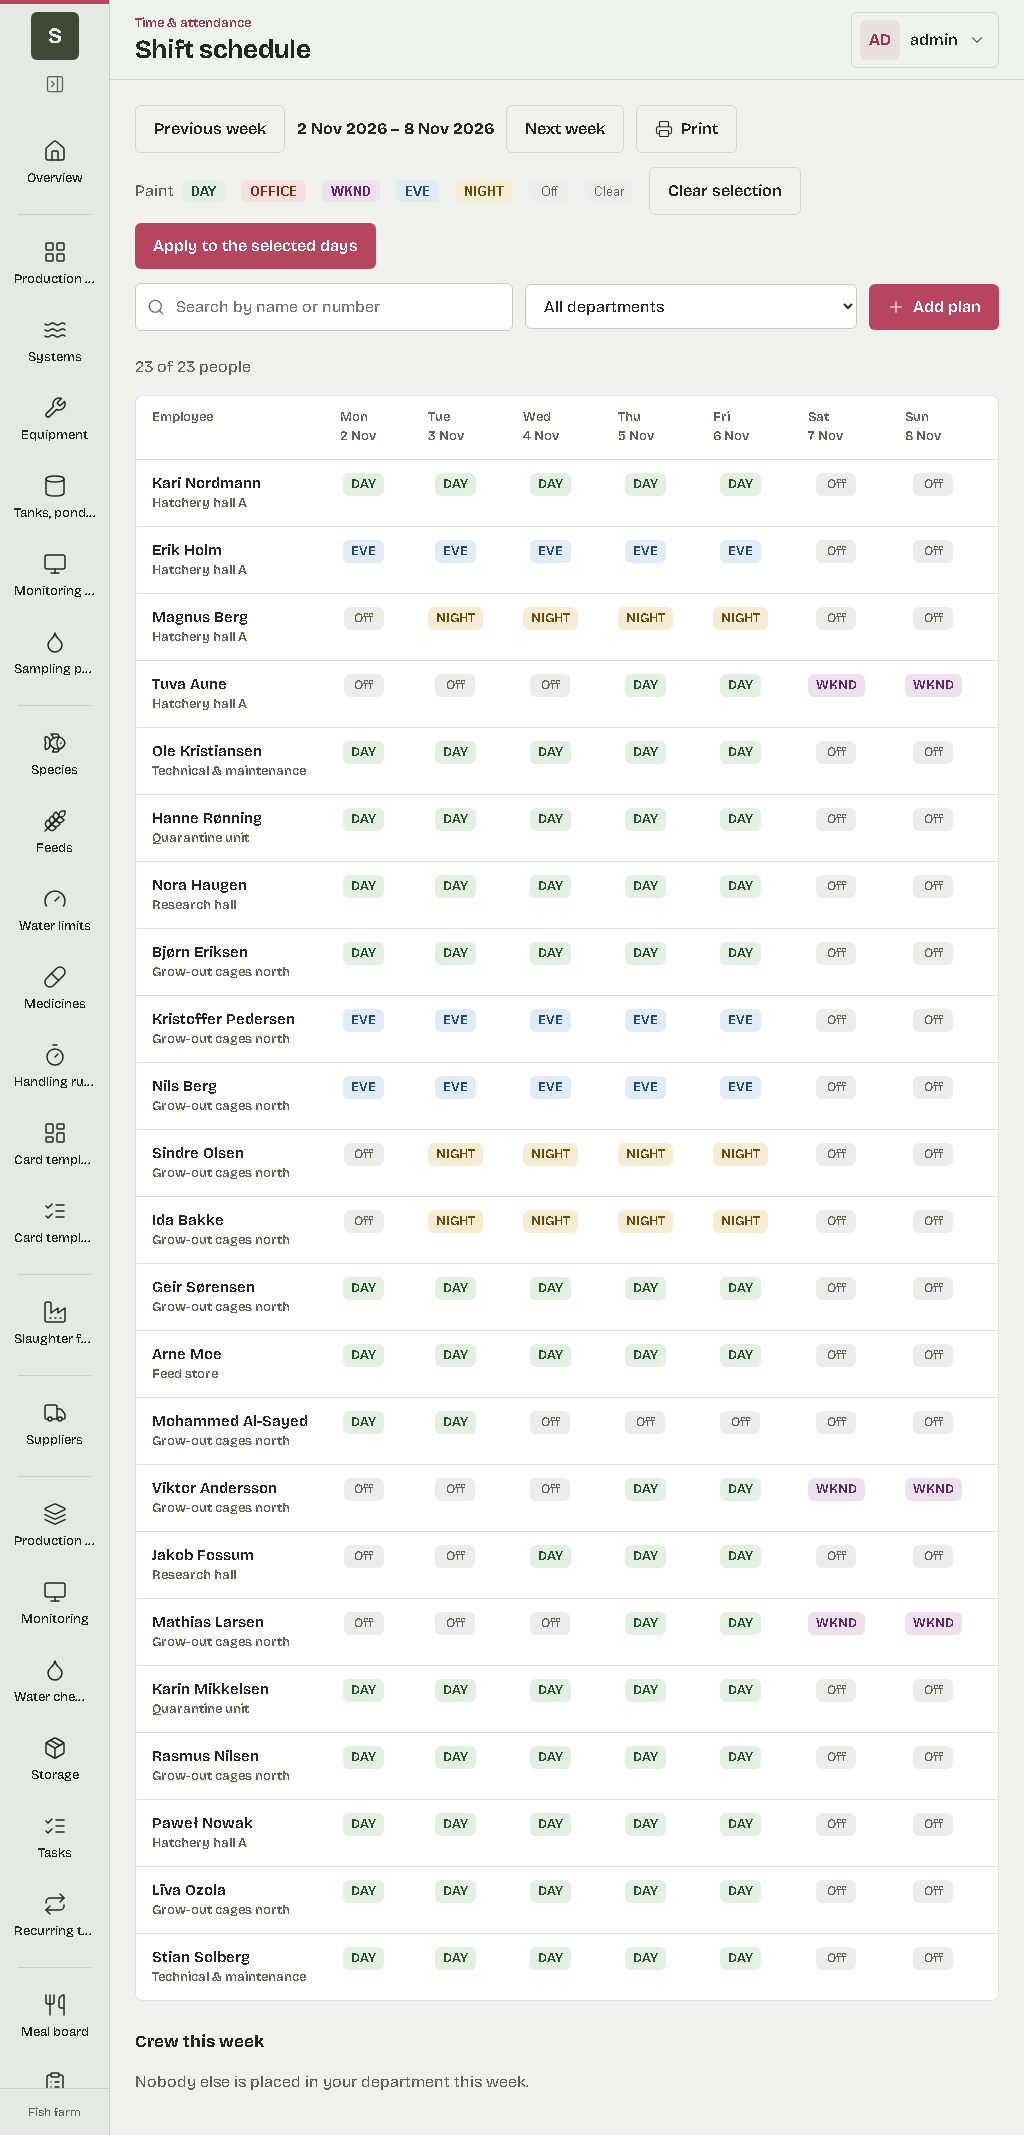 S
Time & attendance
Shift schedule
AD admin
Previous week 2 Nov 2026 – 8 Nov 2026 Next week Print
Paint DAY OFFICE WKND EVE NIGHT Off Clear Clear selection
Apply to the selected days
Search by name or number All departments Add plan
23 of 23 people
Employee Mon Tue Wed Thu Fri Sat Sun
2 Nov 3 Nov 4 Nov 5 Nov 6 Nov 7 Nov 8 Nov
Kari Nordmann DAY DAY DAY DAY DAY Off Off
Hatchery hall A
Erik Holm EVE EVE EVE EVE EVE Off Off
Hatchery hall A
Magnus Berg Off NIGHT NIGHT NIGHT NIGHT Off Off
Hatchery hall A
Tuva Aune Off Off Off DAY DAY WKND WKND
Hatchery hall A
Ole Kristiansen DAY DAY DAY DAY DAY Off Off
Technical & maintenance
Hanne Rønning DAY DAY DAY DAY DAY Off Off
Quarantine unit
Nora Haugen DAY DAY DAY DAY DAY Off Off
Research hall
Bjørn Eriksen DAY DAY DAY DAY DAY Off Off
Grow-out cages north
Kristoffer Pedersen EVE EVE EVE EVE EVE Off Off
Grow-out cages north
Nils Berg EVE EVE EVE EVE EVE Off Off
Grow-out cages north
Sindre Olsen Off NIGHT NIGHT NIGHT NIGHT Off Off
Grow-out cages north
Ida Bakke Off NIGHT NIGHT NIGHT NIGHT Off Off
Grow-out cages north
Geir Sørensen DAY DAY DAY DAY DAY Off Off
Grow-out cages north
Arne Moe DAY DAY DAY DAY DAY Off Off
Feed store
Mohammed Al-Sayed DAY DAY Off Off Off Off Off
Grow-out cages north
Viktor Andersson Off Off Off DAY DAY WKND WKND
Grow-out cages north
Jakob Fossum Off Off DAY DAY DAY Off Off
Research hall
Mathias Larsen Off Off Off DAY DAY WKND WKND
Grow-out cages north
Karin Mikkelsen DAY DAY DAY DAY DAY Off Off
Quarantine unit
Rasmus Nilsen DAY DAY DAY DAY DAY Off Off
Grow-out cages north
Paweł Nowak DAY DAY DAY DAY DAY Off Off
Hatchery hall A
Līva Ozola DAY DAY DAY DAY DAY Off Off
Grow-out cages north
Stian Solberg DAY DAY DAY DAY DAY Off Off
Technical & maintenance
Crew this week
Nobody else is placed in your department this week.
Overview
Production ...
Systems
Equipment
Tanks, pond...
Monitoring ...
Sampling p...
Species
Feeds
Water limits
Medicines
Handling ru...
Card templ...
Card templ...
Slaughter f...
Suppliers
Production ...
Monitoring
Water che...
Storage
Tasks
Recurring t...
Meal board
Fish farm